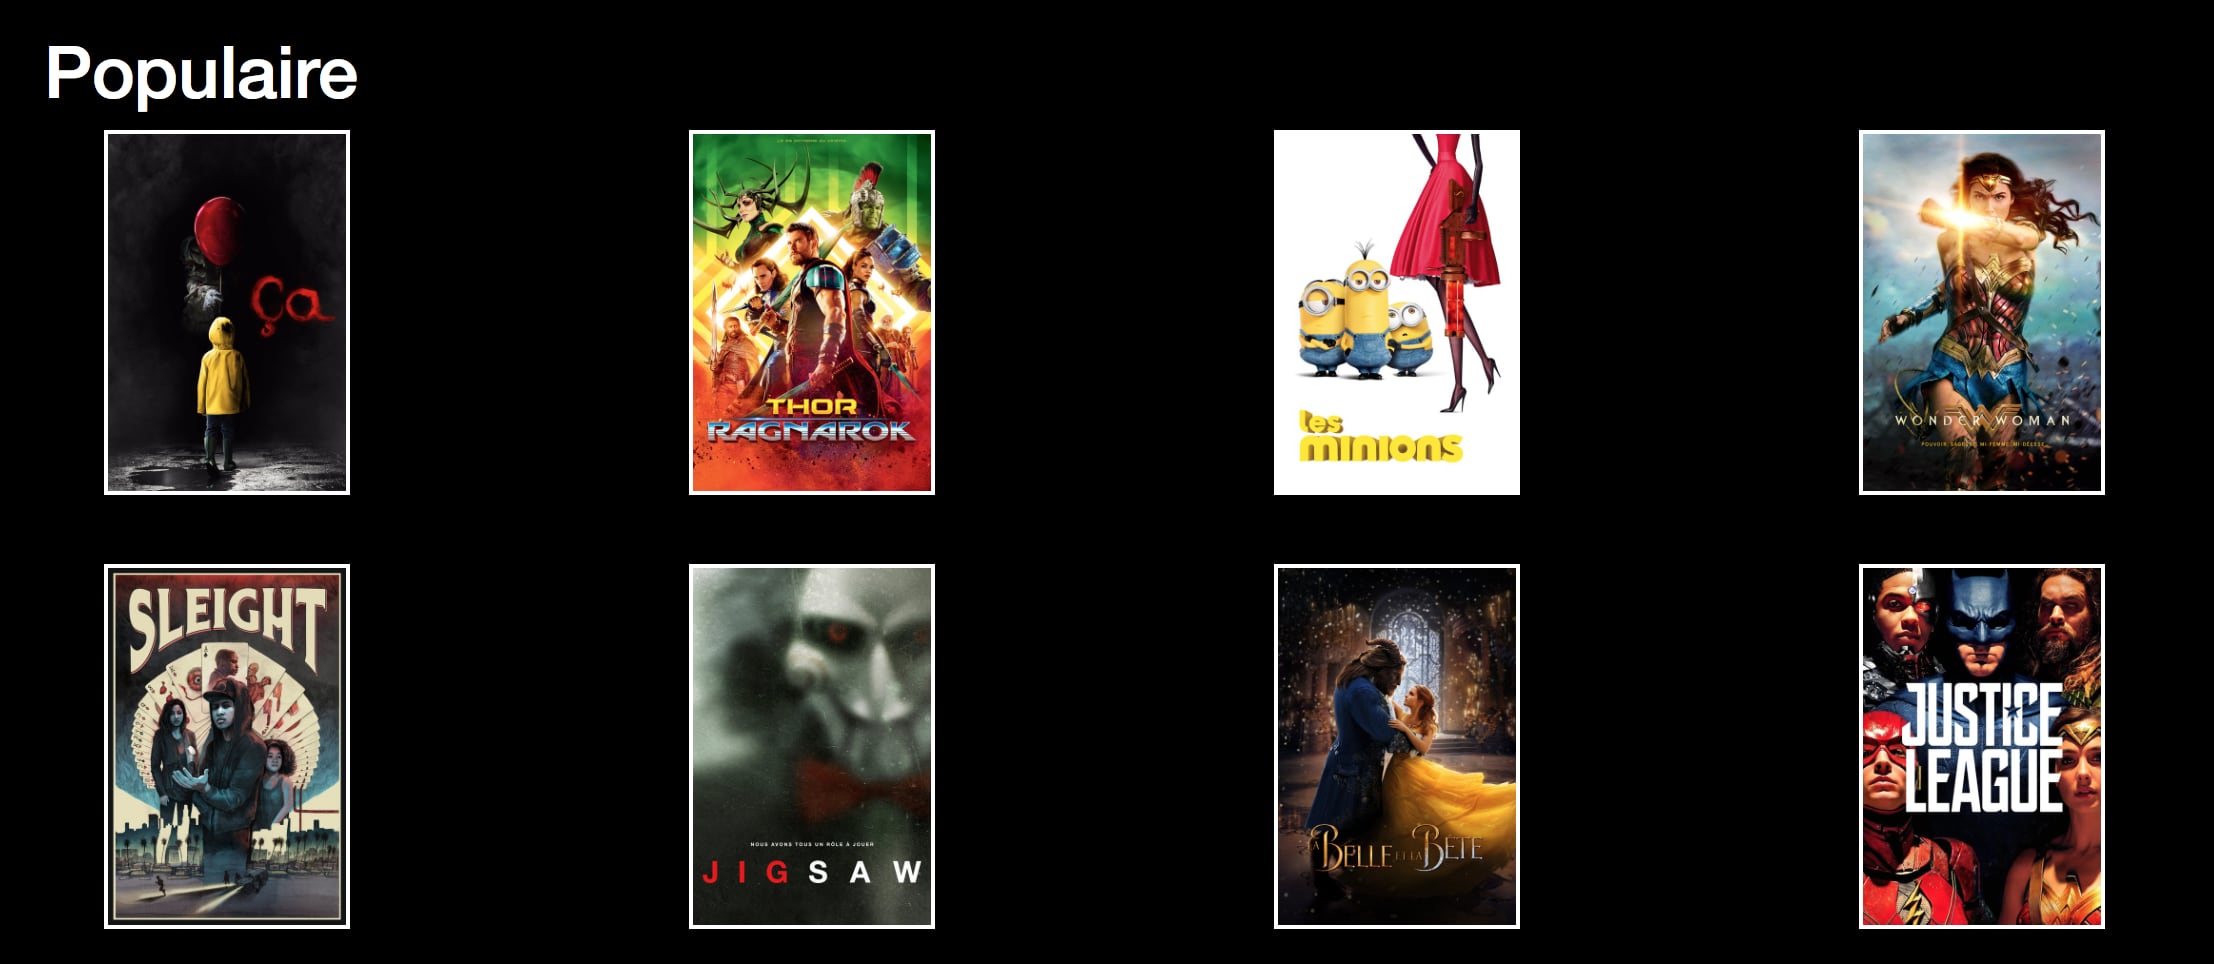 Populaire
Ça
THOR
RAGNAROK
les
minions
WONDER WOMAN
SLEIGHT
NOUS AVONS TOUS UN RÔLE À JOUER
JIGSAW
LA BELLE ET LA BÊTE
JUSTICE
LEAGUE